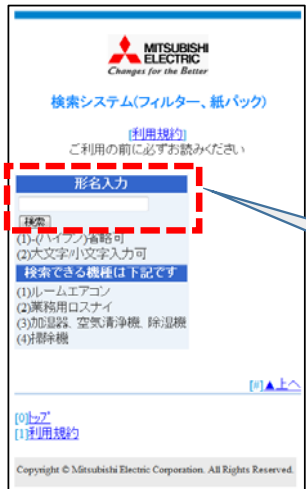 MITSUBISHI
ELECTRIC
Changes for the Better
検索システム(フィルター、紙パック)
[利用規約]
ご利用の前に必ずお読みください
形名入力
検索
(1)-(ハイフン)省略可
(2)大文字小文字入力可
検索できる機種は下記です
(1)ルームエアコン
(2)業務用ロスナイ
(3)加湿器、空気清浄機、除湿機
(4)掃除機
[#]▲上へ
[0]トップ
[1]利用規約
Copyright © Mitsubishi Electric Corporation. All Rights Reserved.